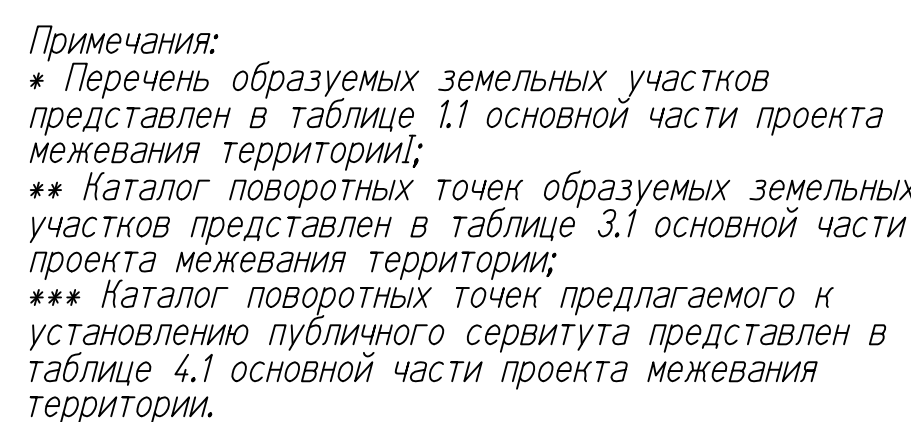 Примечания:
* Перечень образуемых земельных участков
представлен в таблице 1.1 основной части проекта
межевания территорииI;
** Каталог поворотных точек образуемых земельных
участков представлен в таблице 3.1 основной части
проекта межевания территории;
*** Каталог поворотных точек предлагаемого к
установлению публичного сервитута представлен в
таблице 4.1 основной части проекта межевания
территории.